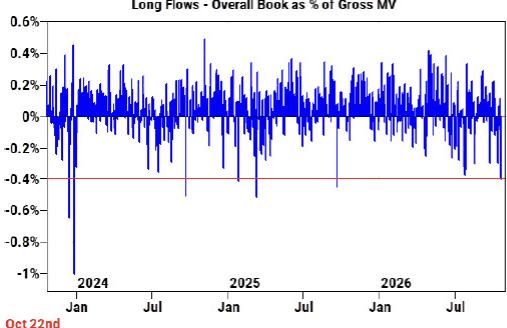 Long Flows - Overall Book as % of Gross MV
0.6%
0.4%
0.2%
0%
-0.2%
-0.4%
-0.6%
-0.8%
-1%
2024 2025 2026
Jan Jul Jan Jul Jan Jul
Oct 22nd